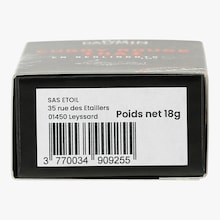 SAS ETOIL
35 rue des Etaillers
01450 Leyssard
Poids net 18g
3 770034 909255